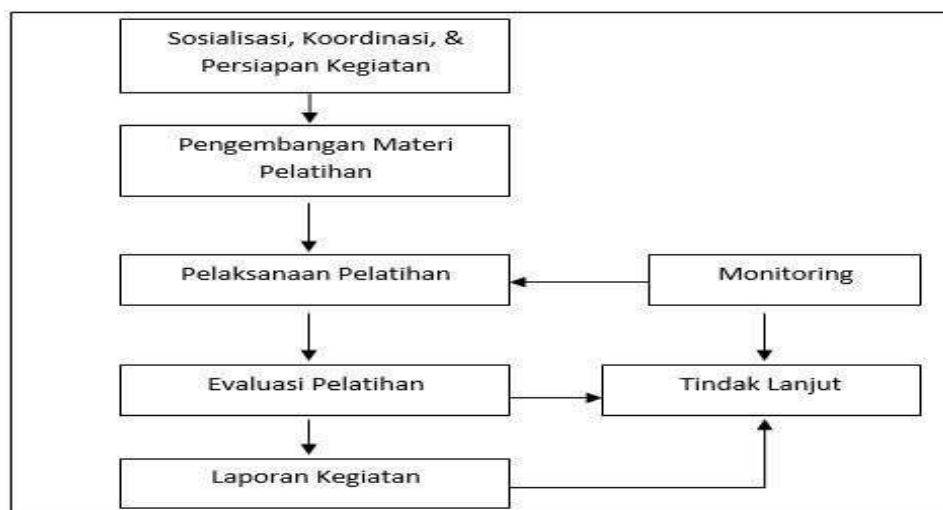 Sosialisasi, Koordinasi, &
Persiapan Kegiatan
Pengembangan Materi
Pelatihan
Pelaksanaan Pelatihan
Monitoring
Evaluasi Pelatihan
Tindak Lanjut
Laporan Kegiatan